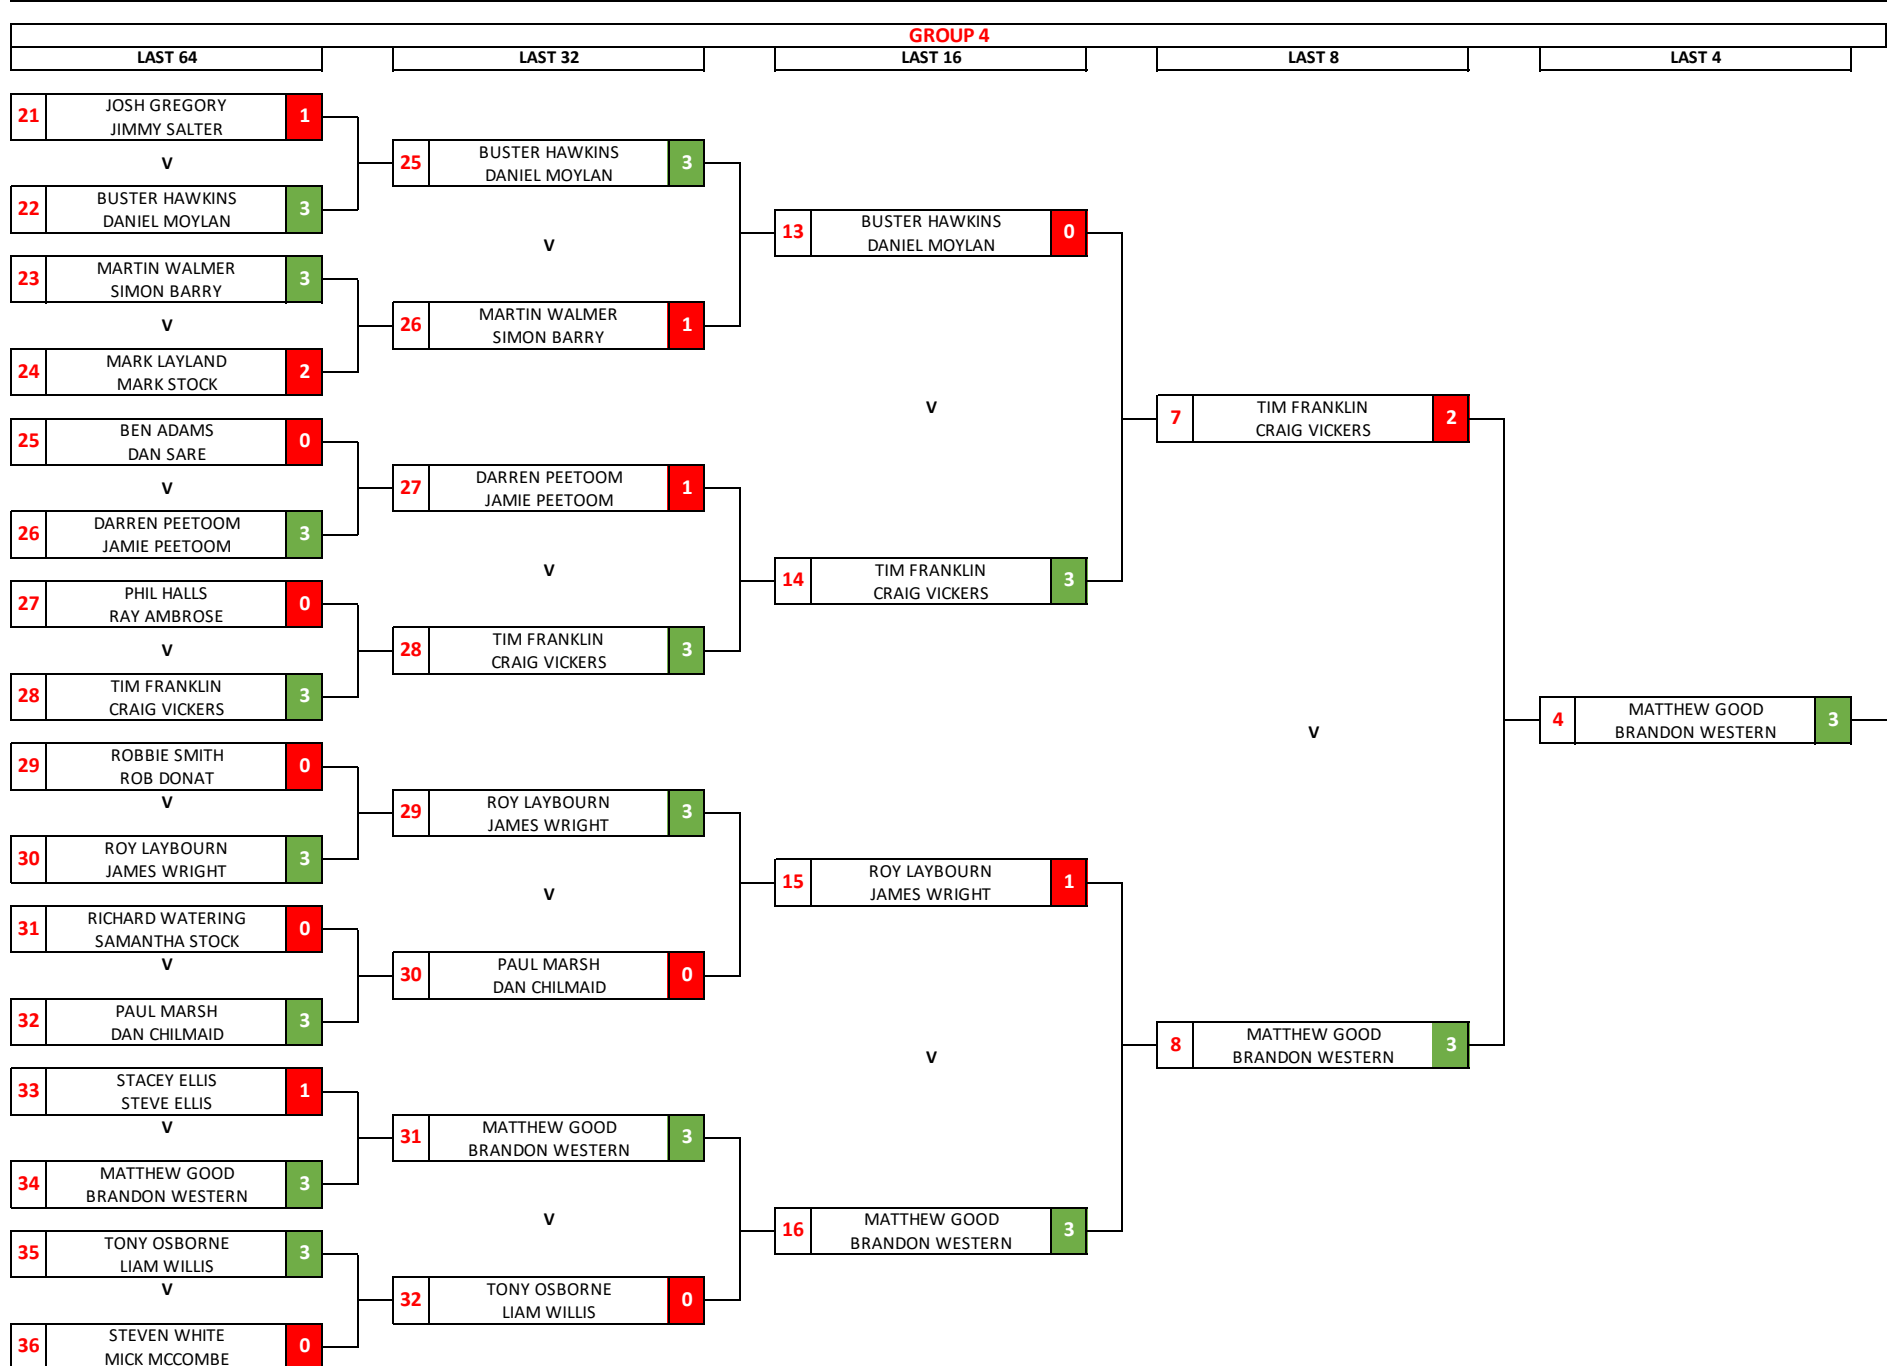 GROUP 4
LAST 64
LAST 32
LAST 16
LAST 8
LAST 4
21
JOSH GREGORY
JIMMY SALTER
1
V
22
BUSTER HAWKINS
DANIEL MOYLAN
3
23
MARTIN WALMER
SIMON BARRY
3
V
24
MARK LAYLAND
MARK STOCK
2
25
BEN ADAMS
DAN SARE
0
V
26
DARREN PEETOOM
JAMIE PEETOOM
3
27
PHIL HALLS
RAY AMBROSE
0
V
28
TIM FRANKLIN
CRAIG VICKERS
3
29
ROBBIE SMITH
ROB DONAT
0
V
30
ROY LAYBOURN
JAMES WRIGHT
3
31
RICHARD WATERING
SAMANTHA STOCK
0
V
32
PAUL MARSH
DAN CHILMAID
3
33
STACEY ELLIS
STEVE ELLIS
1
V
34
MATTHEW GOOD
BRANDON WESTERN
3
35
TONY OSBORNE
LIAM WILLIS
3
V
36
STEVEN WHITE
MICK MCCOMBE
0
25
BUSTER HAWKINS
DANIEL MOYLAN
3
V
26
MARTIN WALMER
SIMON BARRY
1
27
DARREN PEETOOM
JAMIE PEETOOM
1
V
28
TIM FRANKLIN
CRAIG VICKERS
3
29
ROY LAYBOURN
JAMES WRIGHT
3
V
30
PAUL MARSH
DAN CHILMAID
0
31
MATTHEW GOOD
BRANDON WESTERN
3
V
32
TONY OSBORNE
LIAM WILLIS
0
13
BUSTER HAWKINS
DANIEL MOYLAN
0
V
14
TIM FRANKLIN
CRAIG VICKERS
3
15
ROY LAYBOURN
JAMES WRIGHT
1
V
16
MATTHEW GOOD
BRANDON WESTERN
3
7
TIM FRANKLIN
CRAIG VICKERS
2
V
8
MATTHEW GOOD
BRANDON WESTERN
3
4
MATTHEW GOOD
BRANDON WESTERN
3